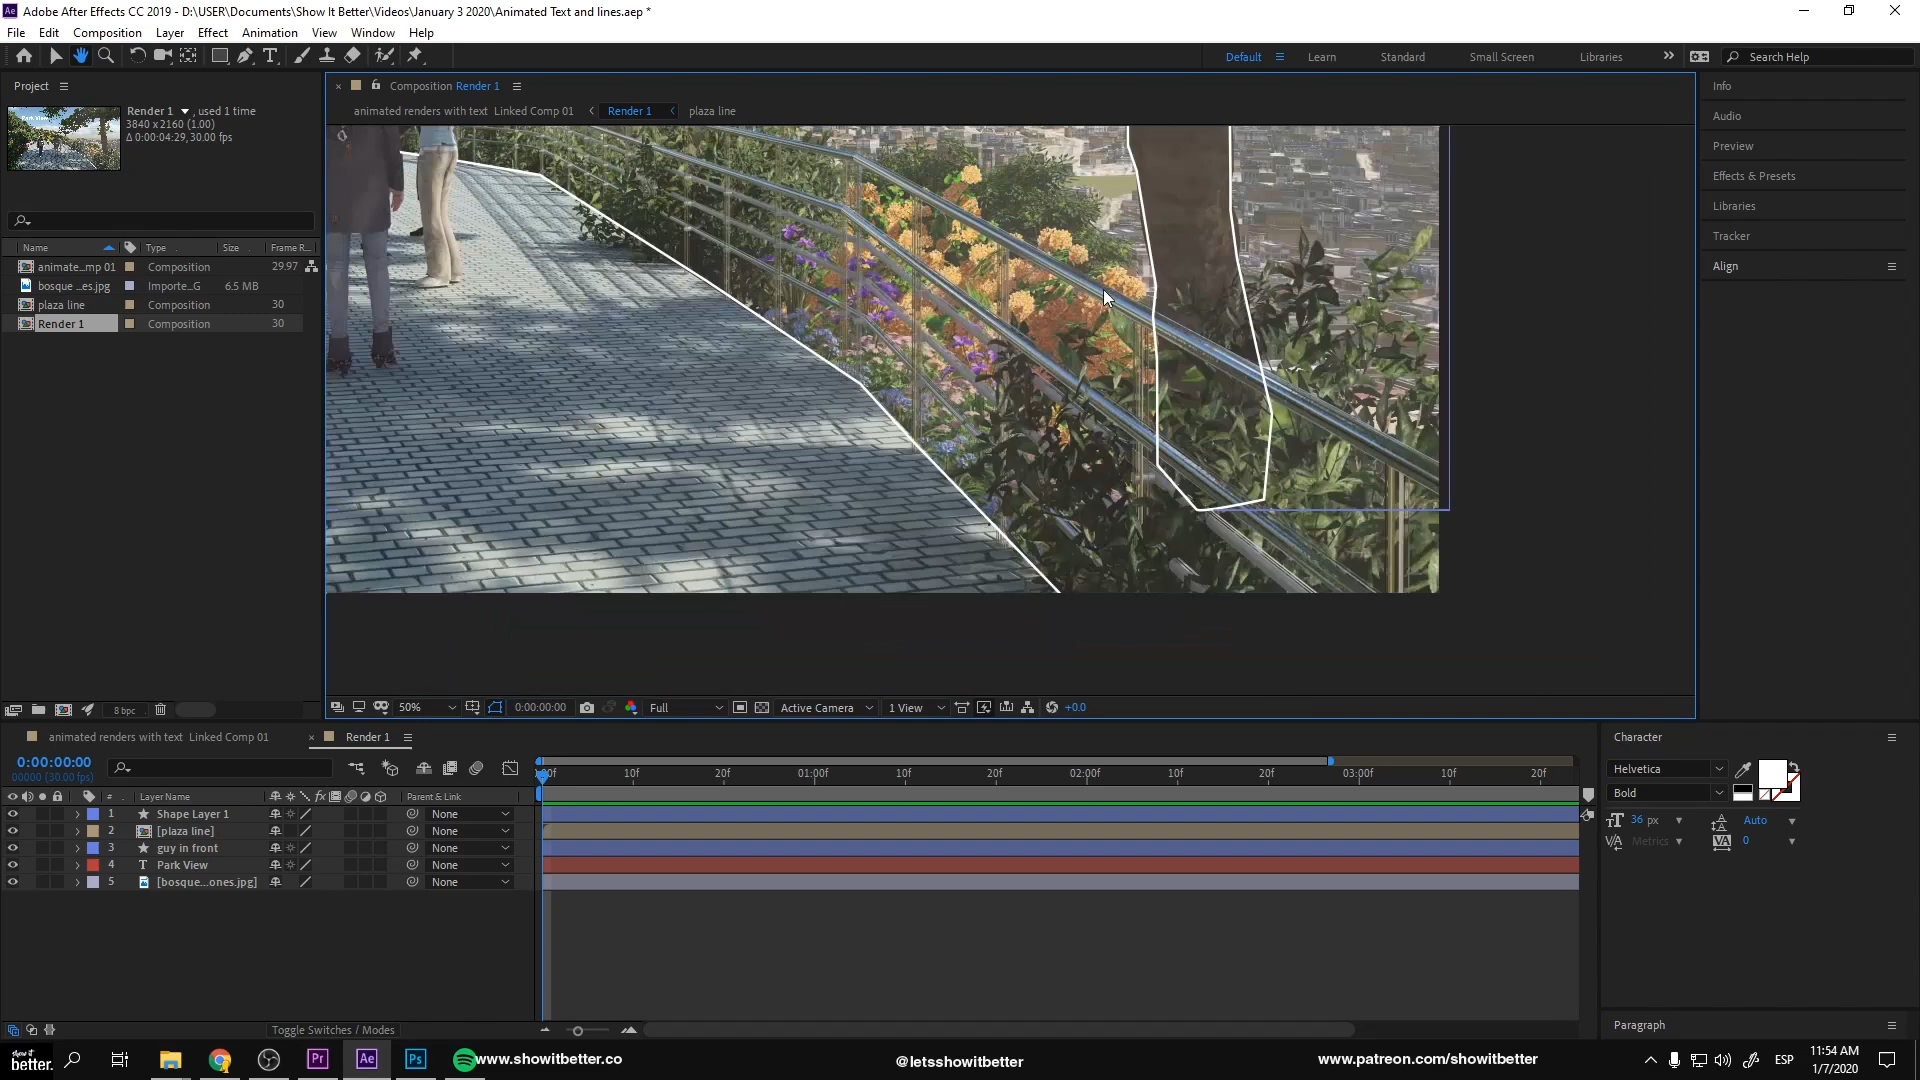 Ae Adobe After Effects CC 2019 - D:\USER\Documents\Show It Better\Videos\January 3 2020\Animated Text and lines.aep *
File Edit Composition Layer Effect Animation View Window Help
Default Learn Standard Small Screen Libraries Search Help
Project
Render 1 , used 1 time
3840 x 2160 (1.00)
Δ 0:00:04:29, 30.00 fps
Name Type Size Frame R...
animate...mp 01 Composition 29.97
bosque ...es.jpg Importe...G 6.5 MB
plaza line Composition 30
Render 1 Composition 30
8 bpc
Composition Render 1
animated renders with text Linked Comp 01 Render 1 plaza line
50% 0:00:00:00 Full Active Camera 1 View +0.0
Info
Audio
Preview
Effects & Presets
Libraries
Tracker
Align
animated renders with text Linked Comp 01 Render 1
0:00:00:00
00000 (30.00 fps)
:00f 10f 20f 01:00f 10f 20f 02:00f 10f 20f 03:00f 10f 20f
# Layer Name fx Parent & Link
1 Shape Layer 1 None
2 [plaza line] None
3 guy in front None
4 T Park View None
5 [bosque...ones.jpg] None
Toggle Switches / Modes
Character
Helvetica
Bold
36 px Auto
Metrics 0
Paragraph
show it better. Pr Ae Ps www.showitbetter.co @letsshowitbetter www.patreon.com/showitbetter ESP 11:54 AM
1/7/2020